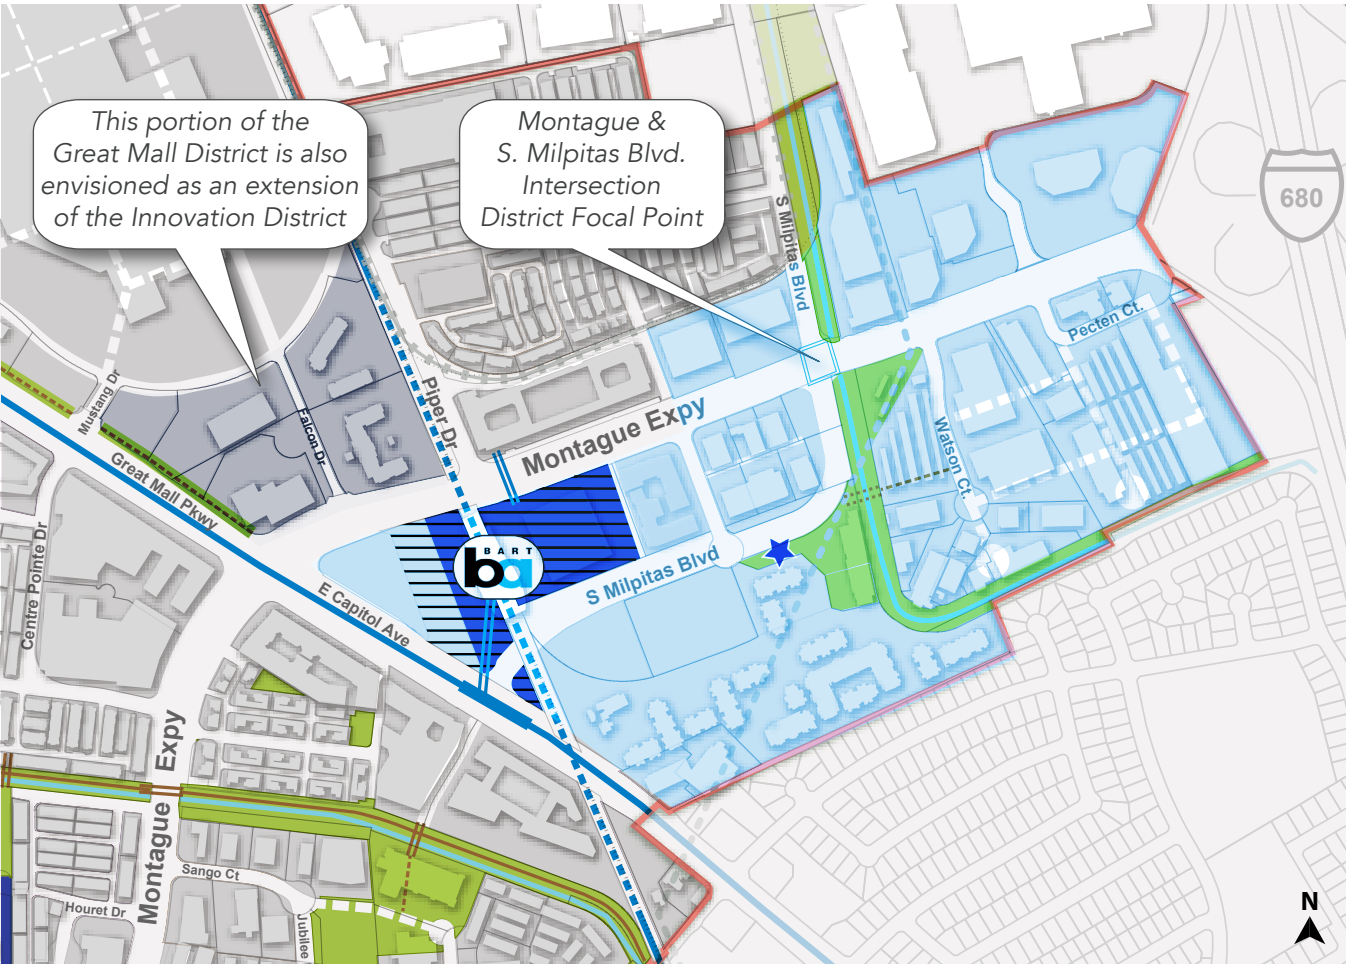 This portion of the
Great Mall District is also
envisioned as an extension
of the Innovation District
Montague &
S. Milpitas Blvd.
Intersection
District Focal Point
680
S Milpitas Blvd
Pecten Ct.
Mustang Dr
Falcon Dr
Piper Dr
Montague Expy
Watson Ct.
Great Mall Pkwy
BART
ba
S Milpitas Blvd
E Capitol Ave
Centre Pointe Dr
Montague Expy
Sango Ct
Houret Dr
Jubilee
N